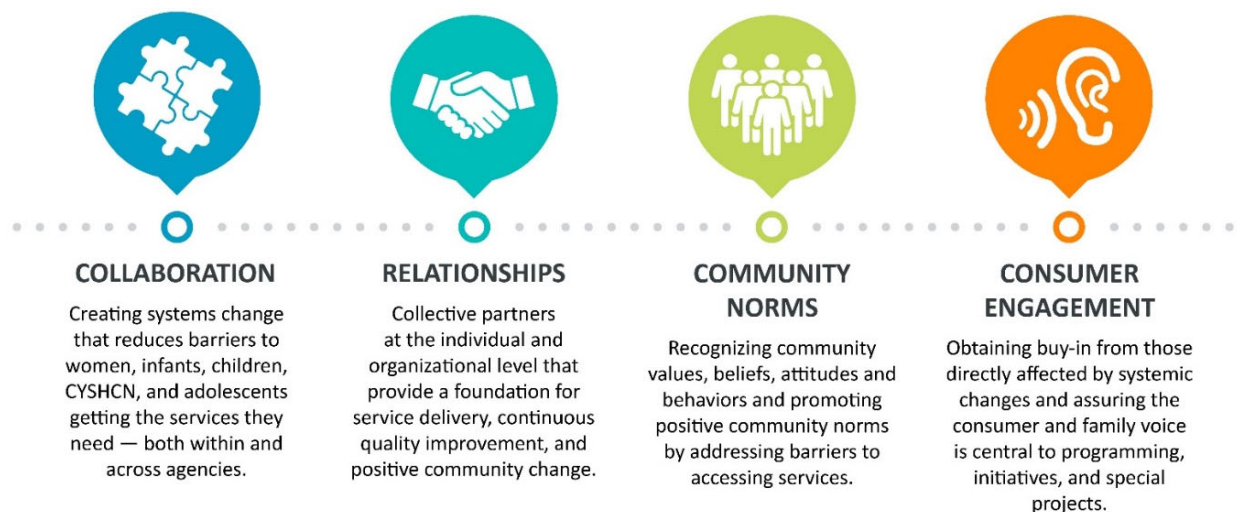 COLLABORATION
Creating systems change
that reduces barriers to
women, infants, children,
CYSHCN, and adolescents
getting the services they
need — both within and
across agencies.
RELATIONSHIPS
Collective partners
at the individual and
organizational level that
provide a foundation for
service delivery, continuous
quality improvement, and
positive community change.
COMMUNITY
NORMS
Recognizing community
values, beliefs, attitudes and
behaviors and promoting
positive community norms
by addressing barriers to
accessing services.
CONSUMER
ENGAGEMENT
Obtaining buy-in from those
directly affected by systemic
changes and assuring the
consumer and family voice
is central to programming,
initiatives, and special
projects.